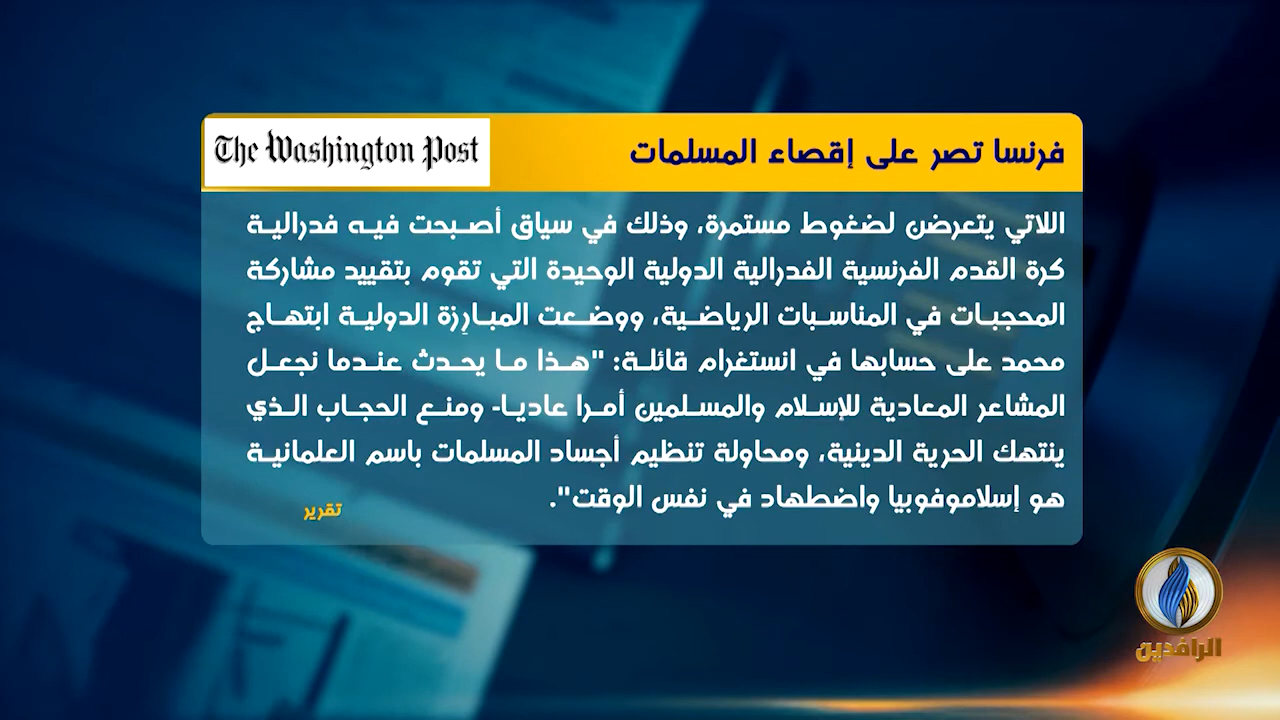 فرنسا تصر على إقصاء المسلمات
The Washington Post
اللاتي يتعرضن لضغوط مستمرة، وذلك في سياق أصبحت فيه فدرالية
كرة القدم الفرنسية الفدرالية الدولية الوحيدة التي تقوم بتقييد مشاركة
المحجبات في المناسبات الرياضية، ووضعت المبارِزة الدولية ابتهاج
محمد على حسابها في انستغرام قائلة: "هذا ما يحدث عندما نجعل
المشاعر المعادية للإسلام والمسلمين أمرا عاديا- ومنع الحجاب الذي
ينتهك الحرية الدينية، ومحاولة تنظيم أجساد المسلمات باسم العلمانية
هو إسلاموفوبيا واضطهاد في نفس الوقت".
تقرير
الرافدين